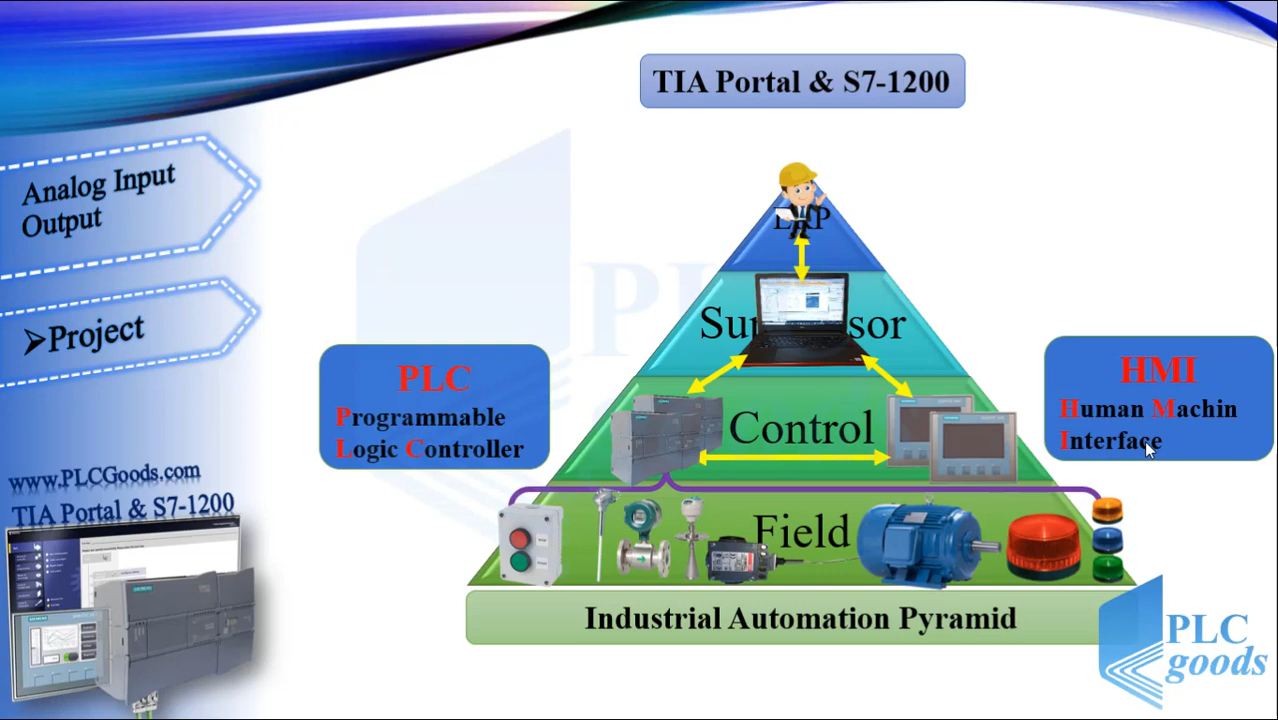 TIA Portal & S7-1200
Analog Input
Output
➢Project
PLC
Programmable
Logic Controller
HMI
Human Machin
Interface
Control
Field
Industrial Automation Pyramid
www.PLCGoods.com
TIA Portal & S7-1200
PLC
goods